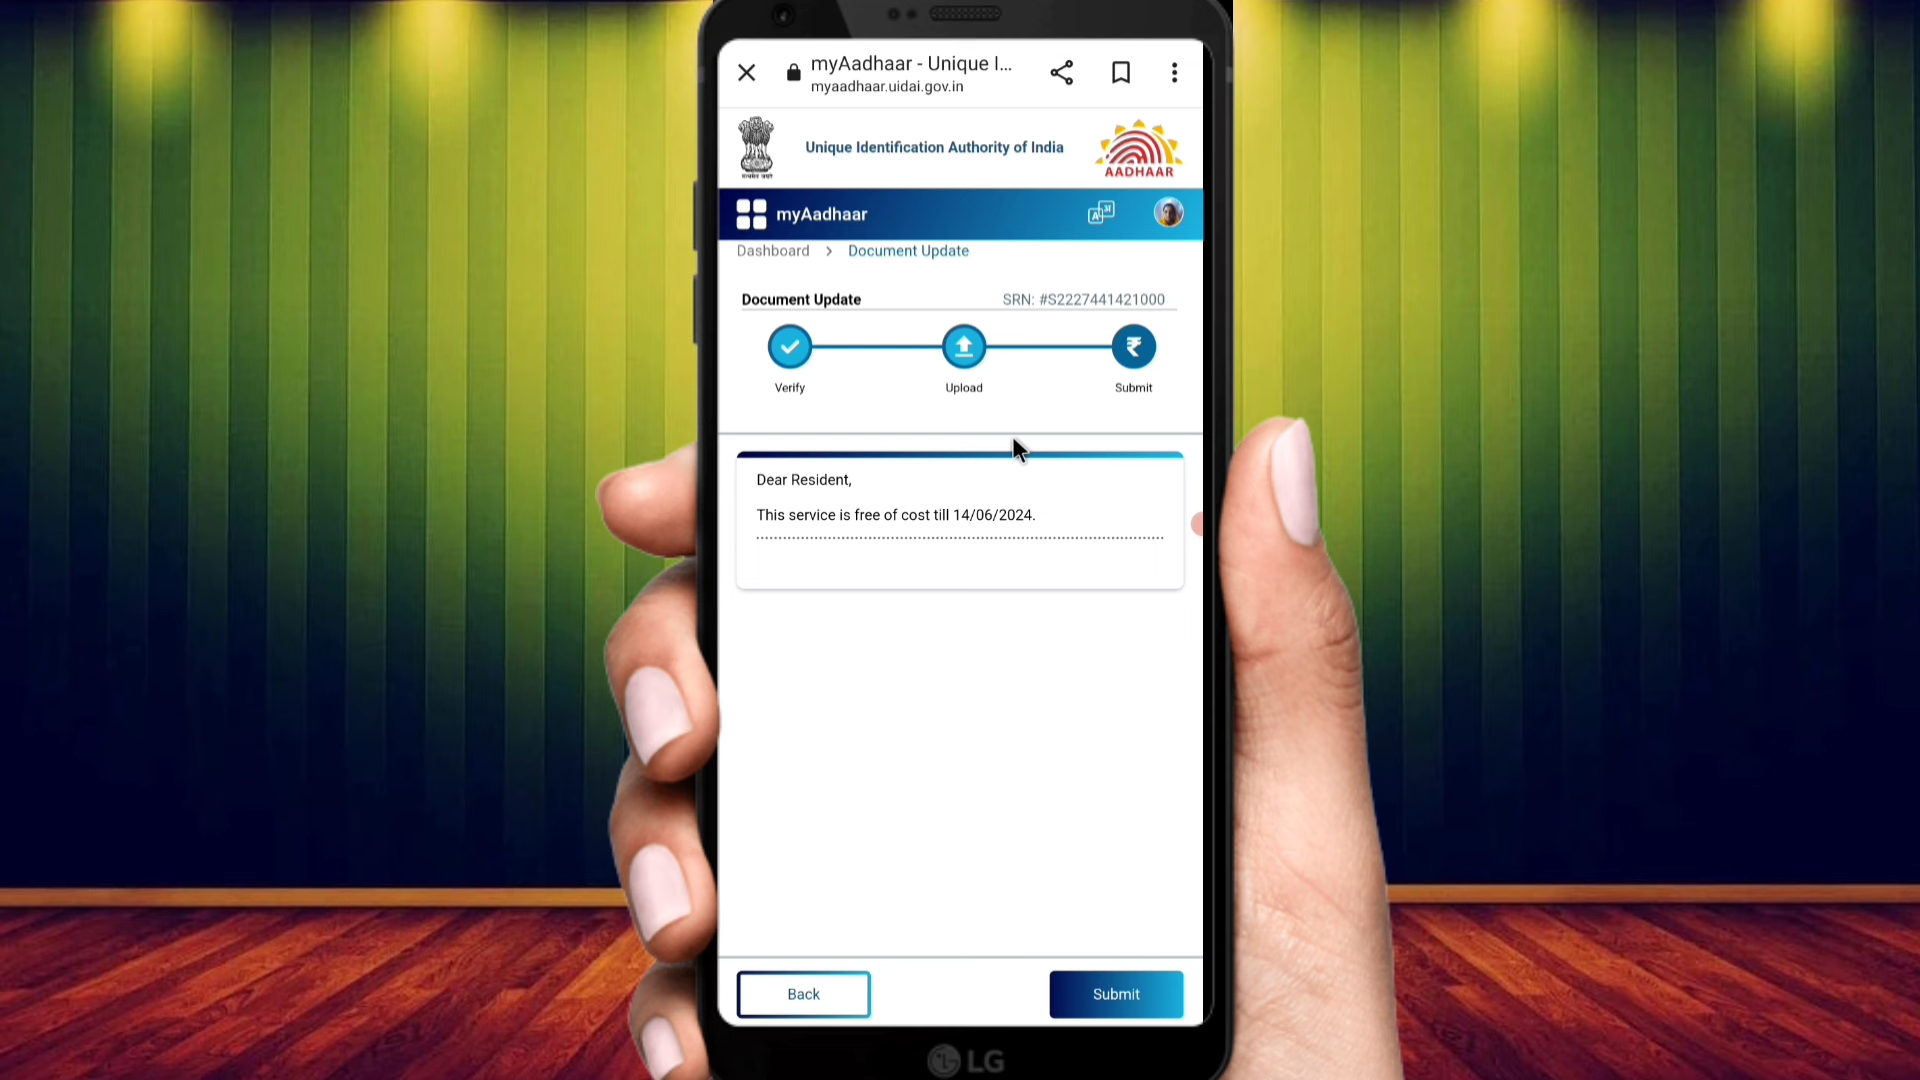 myAadhaar - Unique I...
myaadhaar.uidai.gov.in
Unique Identification Authority of India
AADHAAR
myAadhaar
Dashboard > Document Update
Document Update
SRN: #S2227441421000
₹
Verify
Upload
Submit
Dear Resident,
This service is free of cost till 14/06/2024.
Back
Submit
LG